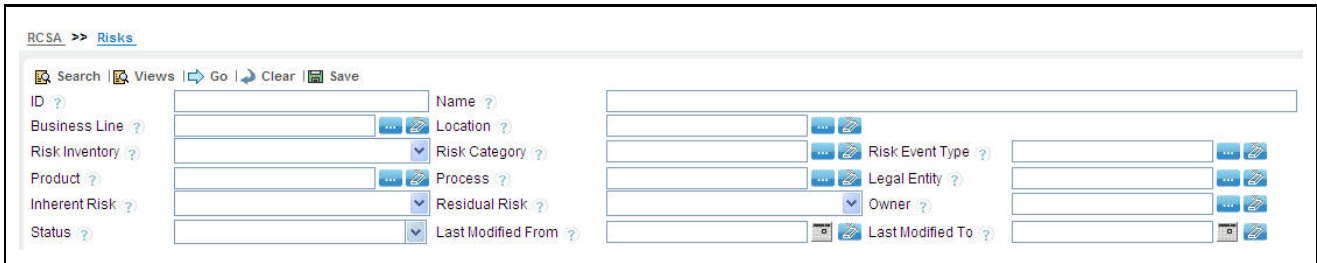 RCSA >> Risks
Search | Views | Go | Clear | Save
ID ? Name ?
Business Line ? ... Location ? ...
Risk Inventory ? Risk Category ? ... Risk Event Type ? ...
Product ? ... Process ? ... Legal Entity ? ...
Inherent Risk ? Residual Risk ? Owner ? ...
Status ? Last Modified From ? Last Modified To ?